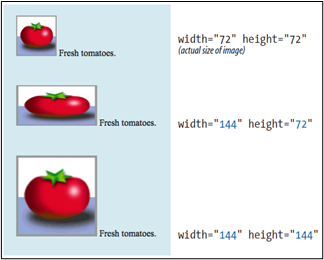 Fresh tomatoes.
width="72" height="72"
(actual size of image)
Fresh tomatoes.
width="144" height="72"
Fresh tomatoes.
width="144" height="144"